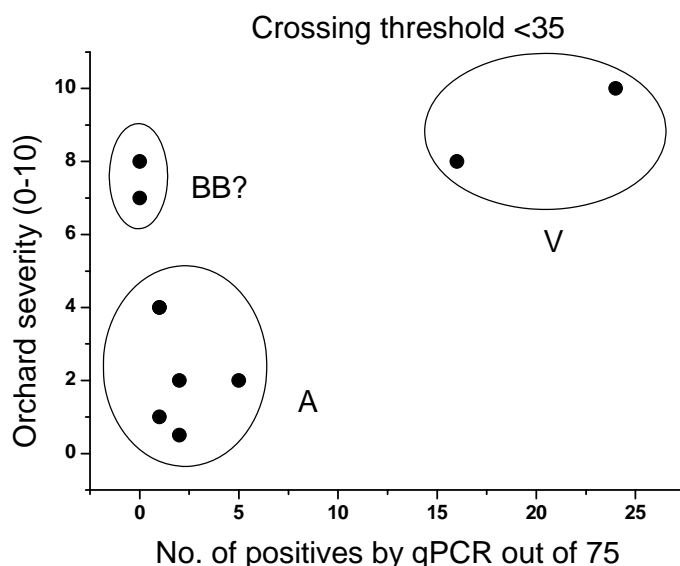 Crossing threshold <35
Orchard severity (0-10)
10
8
6
4
2
0
BB?
V
A
0 5 10 15 20 25
No. of positives by qPCR out of 75